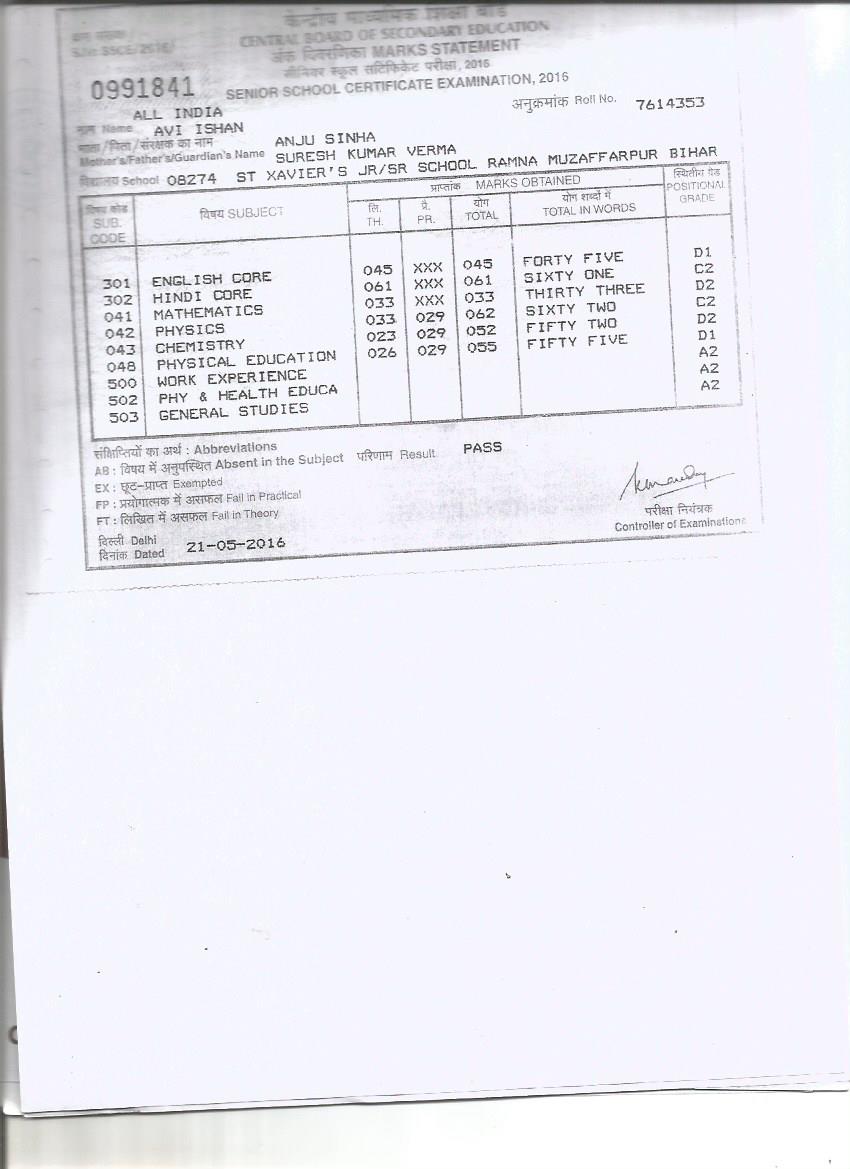 केन्द्रीय माध्यमिक शिक्षा बोर्ड
CENTRAL BOARD OF SECONDARY EDUCATION
अंक विवरणिका MARKS STATEMENT
सीनियर स्कूल सर्टिफिकेट परीक्षा, 2016
0991841 SENIOR SCHOOL CERTIFICATE EXAMINATION, 2016
ALL INDIA अनुक्रमांक Roll No. 7614353
नाम Name AVI ISHAN
माता/पिता/संरक्षक का नाम ANJU SINHA
Mother's/Father's/Guardian's Name SURESH KUMAR VERMA
विद्यालय School 08274 ST XAVIER'S JR/SR SCHOOL RAMNA MUZAFFARPUR BIHAR
विषय कोड SUB. CODE विषय SUBJECT प्राप्तांक MARKS OBTAINED स्थितीय ग्रेड POSITIONAL GRADE
लि. TH. प्रै. PR. योग TOTAL योग शब्दों में TOTAL IN WORDS
301 ENGLISH CORE 045 XXX 045 FORTY FIVE D1
302 HINDI CORE 061 XXX 061 SIXTY ONE C2
041 MATHEMATICS 033 XXX 033 THIRTY THREE D2
042 PHYSICS 033 029 062 SIXTY TWO C2
043 CHEMISTRY 023 029 052 FIFTY TWO D2
048 PHYSICAL EDUCATION 026 029 055 FIFTY FIVE D1
500 WORK EXPERIENCE A2
502 PHY & HEALTH EDUCA A2
503 GENERAL STUDIES A2
संक्षिप्तियों का अर्थ : Abbreviations
AB : विषय में अनुपस्थित Absent in the Subject परिणाम Result PASS
EX : छूट-प्राप्त Exempted
FP : प्रयोगात्मक में असफल Fail in Practical
FT : लिखित में असफल Fail in Theory
परीक्षा नियंत्रक
Controller of Examinations
दिल्ली Delhi
दिनांक Dated 21-05-2016